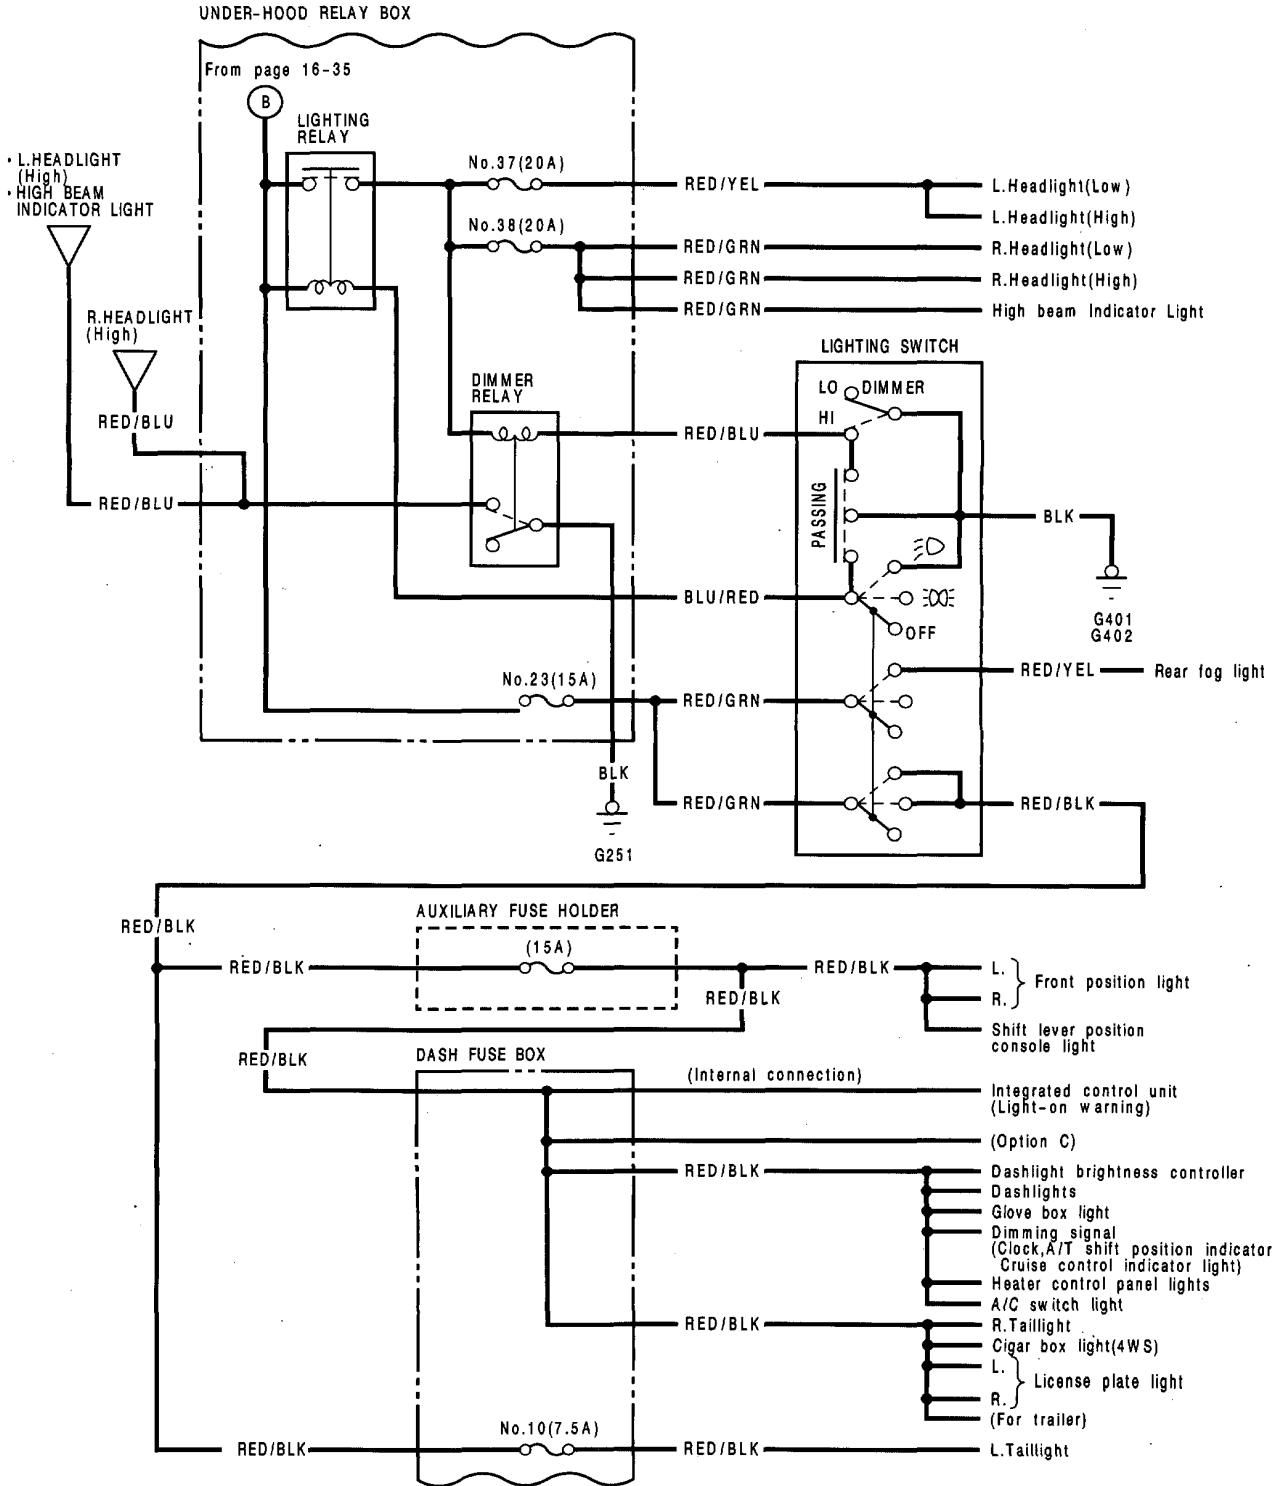 UNDER-HOOD RELAY BOX
From page 16-35
B
LIGHTING
RELAY
• L.HEADLIGHT
(High)
• HIGH BEAM
INDICATOR LIGHT
No.37(20A)
RED/YEL
L.Headlight(Low)
L.Headlight(High)
No.38(20A)
RED/GRN
R.Headlight(Low)
RED/GRN
R.Headlight(High)
RED/GRN
High beam Indicator Light
R.HEADLIGHT
(High)
LIGHTING SWITCH
DIMMER
RELAY
LO
DIMMER
HI
RED/BLU
RED/BLU
RED/BLU
PASSING
BLK
BLU/RED
OFF
G401
G402
No.23(15A)
RED/YEL
Rear fog light
RED/GRN
BLK
RED/GRN
RED/BLK
G251
RED/BLK
AUXILIARY FUSE HOLDER
(15A)
RED/BLK
RED/BLK
L.
R.
Front position light
RED/BLK
Shift lever position
console light
RED/BLK
DASH FUSE BOX
(Internal connection)
Integrated control unit
(Light-on warning)
(Option C)
RED/BLK
Dashlight brightness controller
Dashlights
Glove box light
Dimming signal
(Clock,A/T shift position indicator
Cruise control indicator light)
Heater control panel lights
A/C switch light
RED/BLK
R.Taillight
Cigar box light(4WS)
L.
R.
License plate light
(For trailer)
No.10(7.5A)
RED/BLK
RED/BLK
L.Taillight